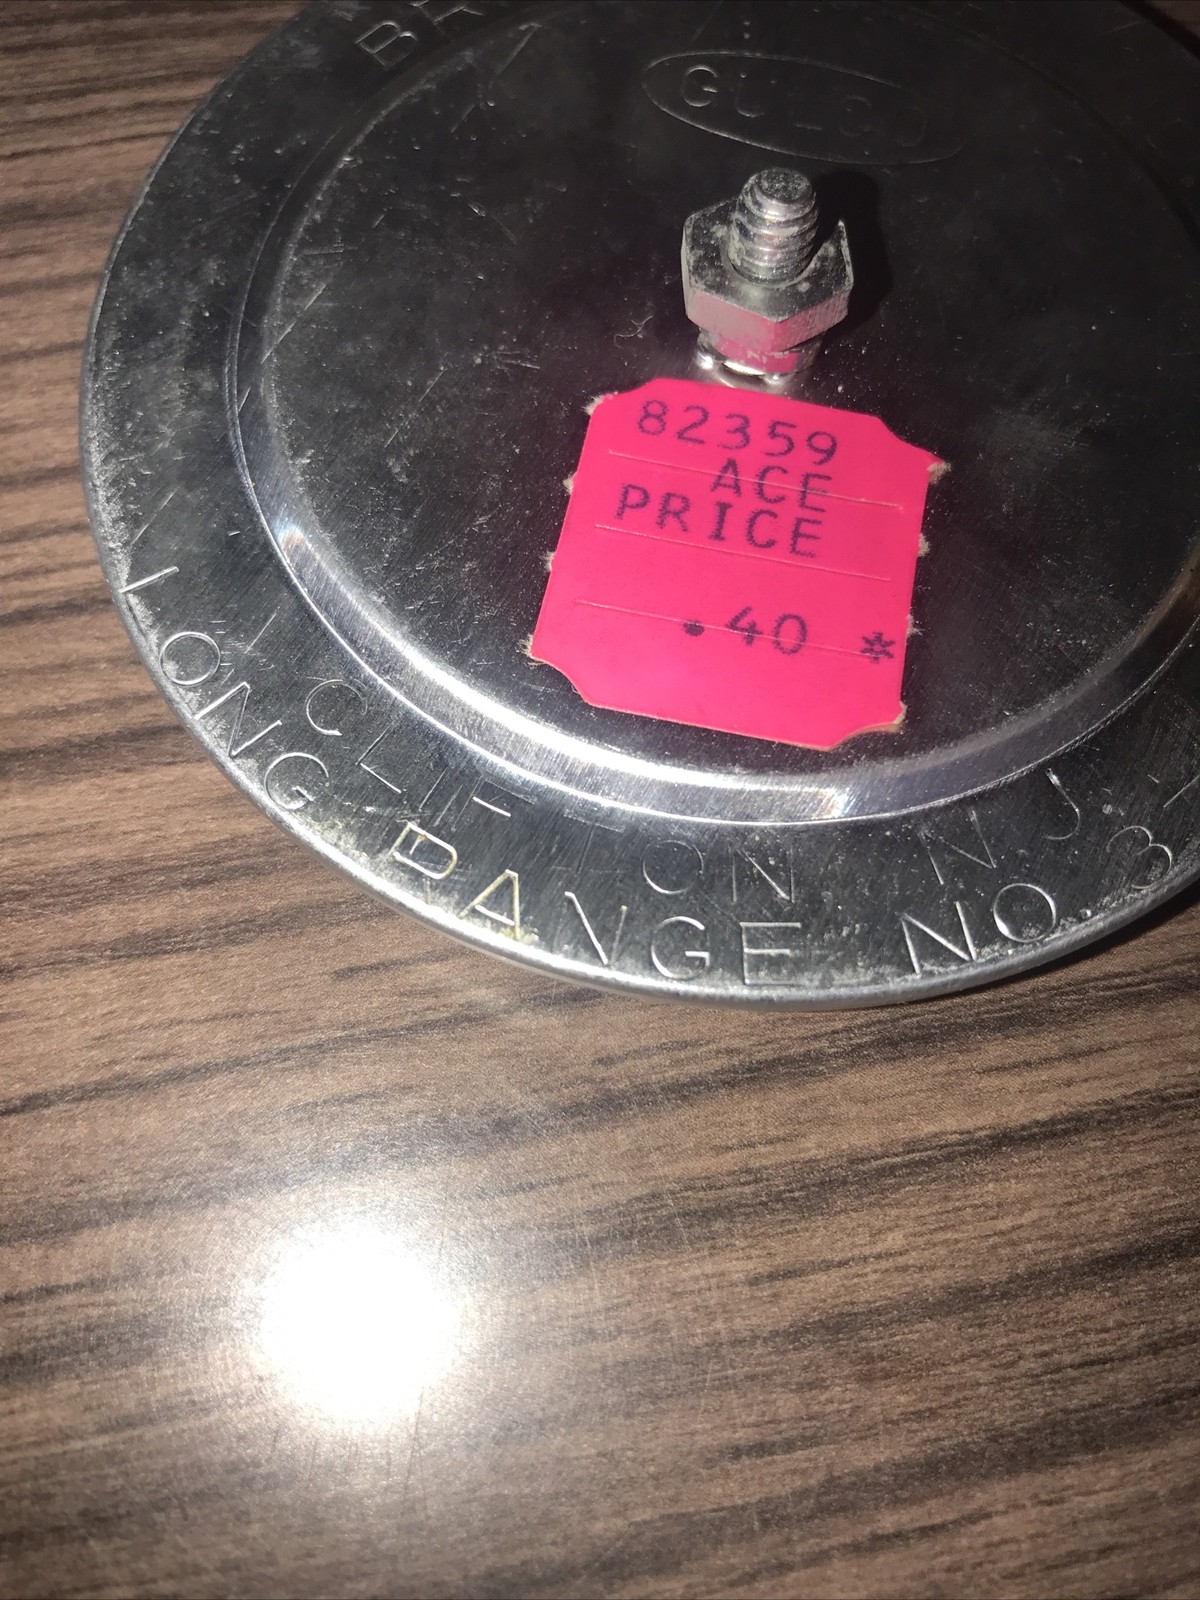 GULCO
82359
ACE
PRICE
.40 *
CLIFTON, N.J.
LONG RANGE NO. 3